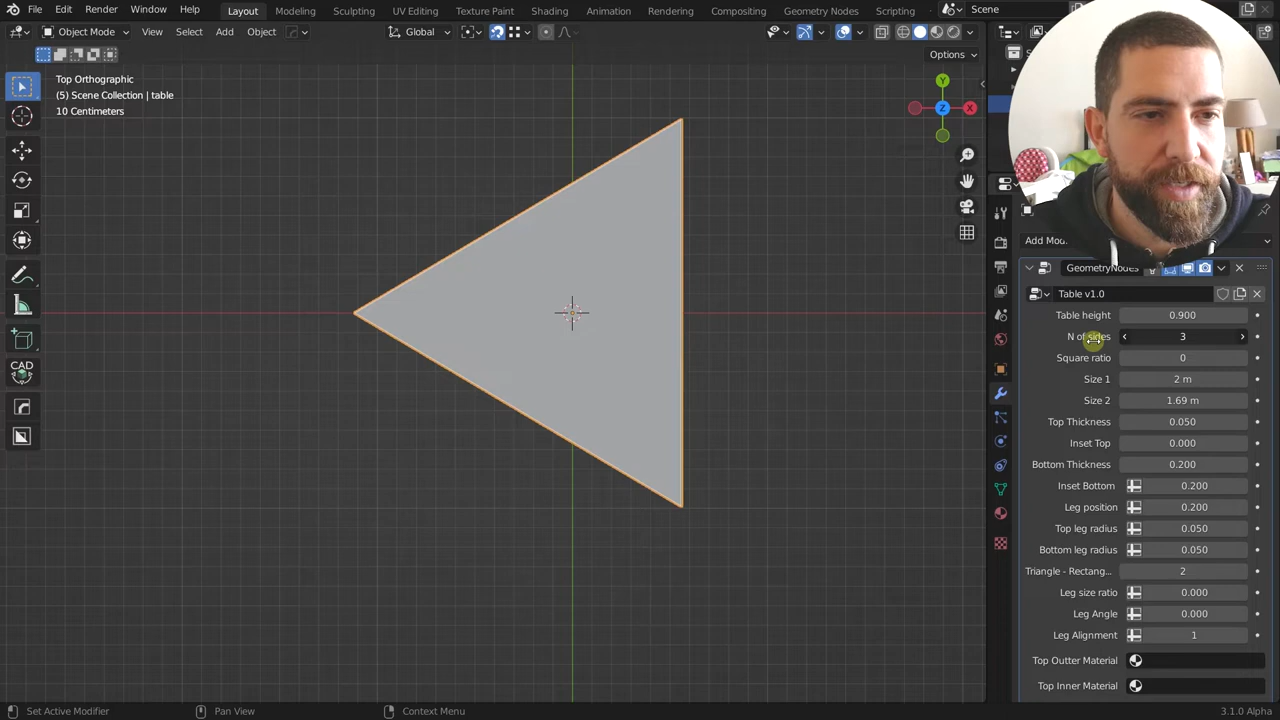 File Edit Render Window Help Layout Modeling Sculpting UV Editing Texture Paint Shading Animation Rendering Compositing Geometry Nodes Scripting Scene
Object Mode View Select Add Object Global
Options
Top Orthographic
(5) Scene Collection | table
10 Centimeters
Y
Z
X
CAD
GeometryNodes
Table v1.0
Table height 0.900
N of sides 3
Square ratio 0
Size 1 2 m
Size 2 1.69 m
Top Thickness 0.050
Inset Top 0.000
Bottom Thickness 0.200
Inset Bottom 0.200
Leg position 0.200
Top leg radius 0.050
Bottom leg radius 0.050
Triangle - Rectang... 2
Leg size ratio 0.000
Leg Angle 0.000
Leg Alignment 1
Top Outter Material
Top Inner Material
Set Active Modifier Pan View Context Menu 3.1.0 Alpha